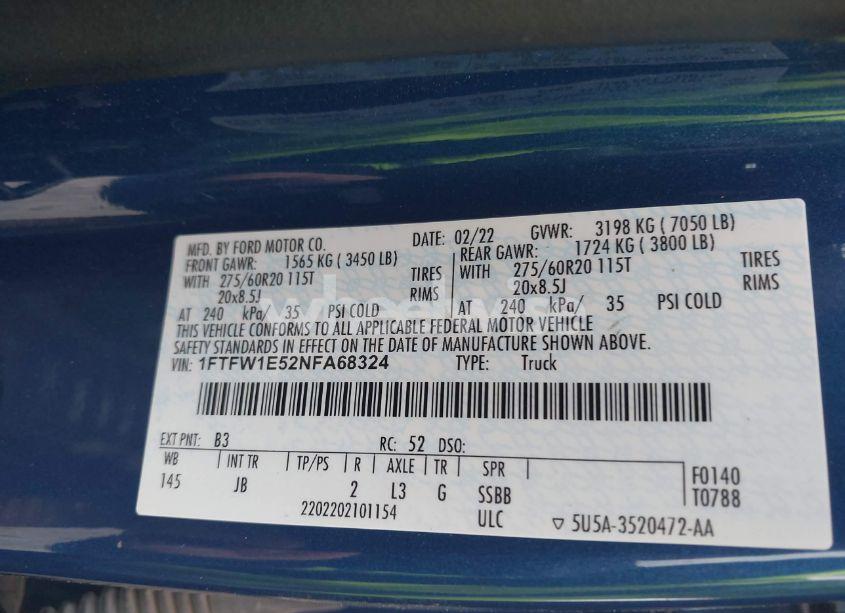 MFD. BY FORD MOTOR CO. DATE: 02/22 GVWR: 3198 KG ( 7050 LB)
FRONT GAWR: 1565 KG ( 3450 LB) REAR GAWR: 1724 KG ( 3800 LB)
WITH 275/60R20 115T TIRES WITH 275/60R20 115T TIRES
20x8.5J RIMS 20x8.5J RIMS
AT 240 kPa/ 35 PSI COLD AT 240 kPa/ 35 PSI COLD
THIS VEHICLE CONFORMS TO ALL APPLICABLE FEDERAL MOTOR VEHICLE
SAFETY STANDARDS IN EFFECT ON THE DATE OF MANUFACTURE SHOWN ABOVE.
VIN: 1FTFW1E52NFA68324 TYPE: Truck
EXT PNT: B3 RC: 52 DSO:
WB INT TR TP/PS R AXLE TR SPR F0140
145 JB 2 L3 G SSBB T0788
2202202101154 ULC ▽ 5U5A-3520472-AA